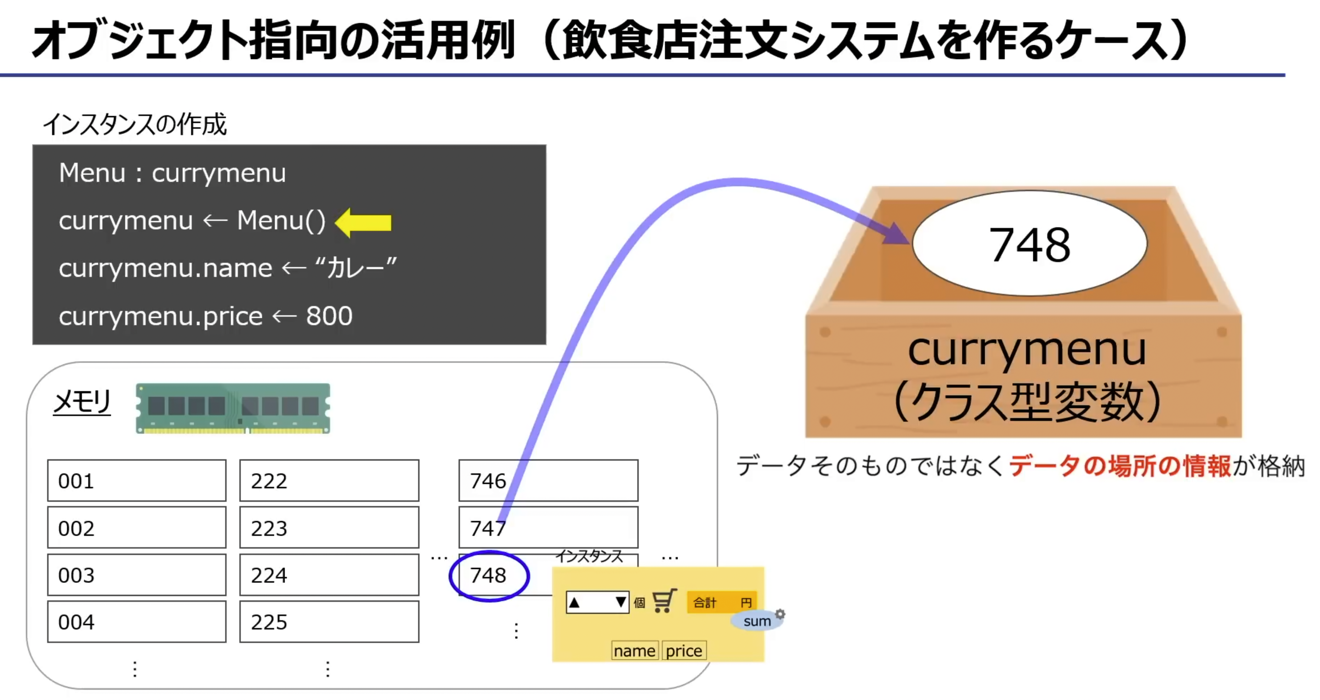 オブジェクト指向の活用例（飲食店注文システムを作るケース）
インスタンスの作成
Menu : currymenu
currymenu ← Menu()
currymenu.name ← “カレー”
currymenu.price ← 800
748
currymenu
（クラス型変数）
データそのものではなくデータの場所の情報が格納
メモリ
001
002
003
004
⋮
222
223
224
225
⋮
…
746
747
748
⋮
…
インスタンス
▲ ▼ 個 合計 円
sum
name price